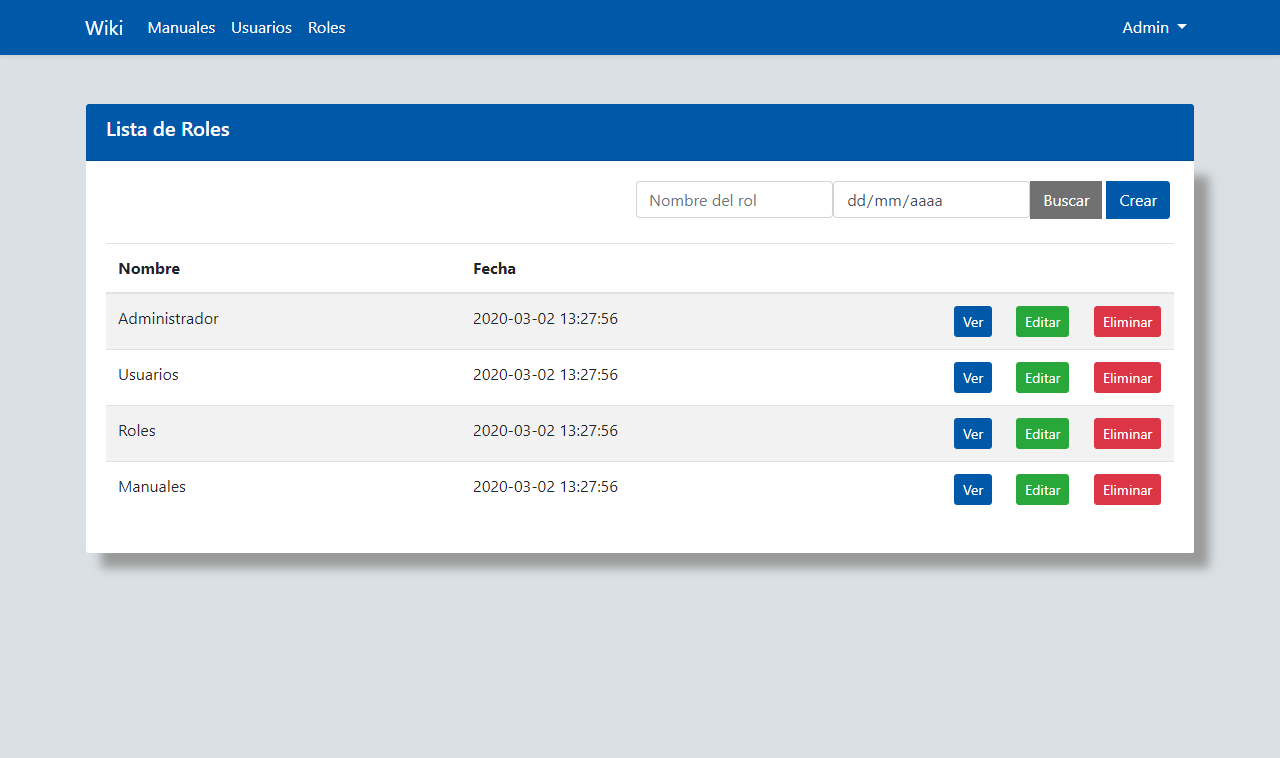 Wiki Manuales Usuarios Roles Admin
Lista de Roles
Nombre del rol dd/mm/aaaa Buscar Crear
Nombre Fecha
Administrador 2020-03-02 13:27:56 Ver Editar Eliminar
Usuarios 2020-03-02 13:27:56 Ver Editar Eliminar
Roles 2020-03-02 13:27:56 Ver Editar Eliminar
Manuales 2020-03-02 13:27:56 Ver Editar Eliminar